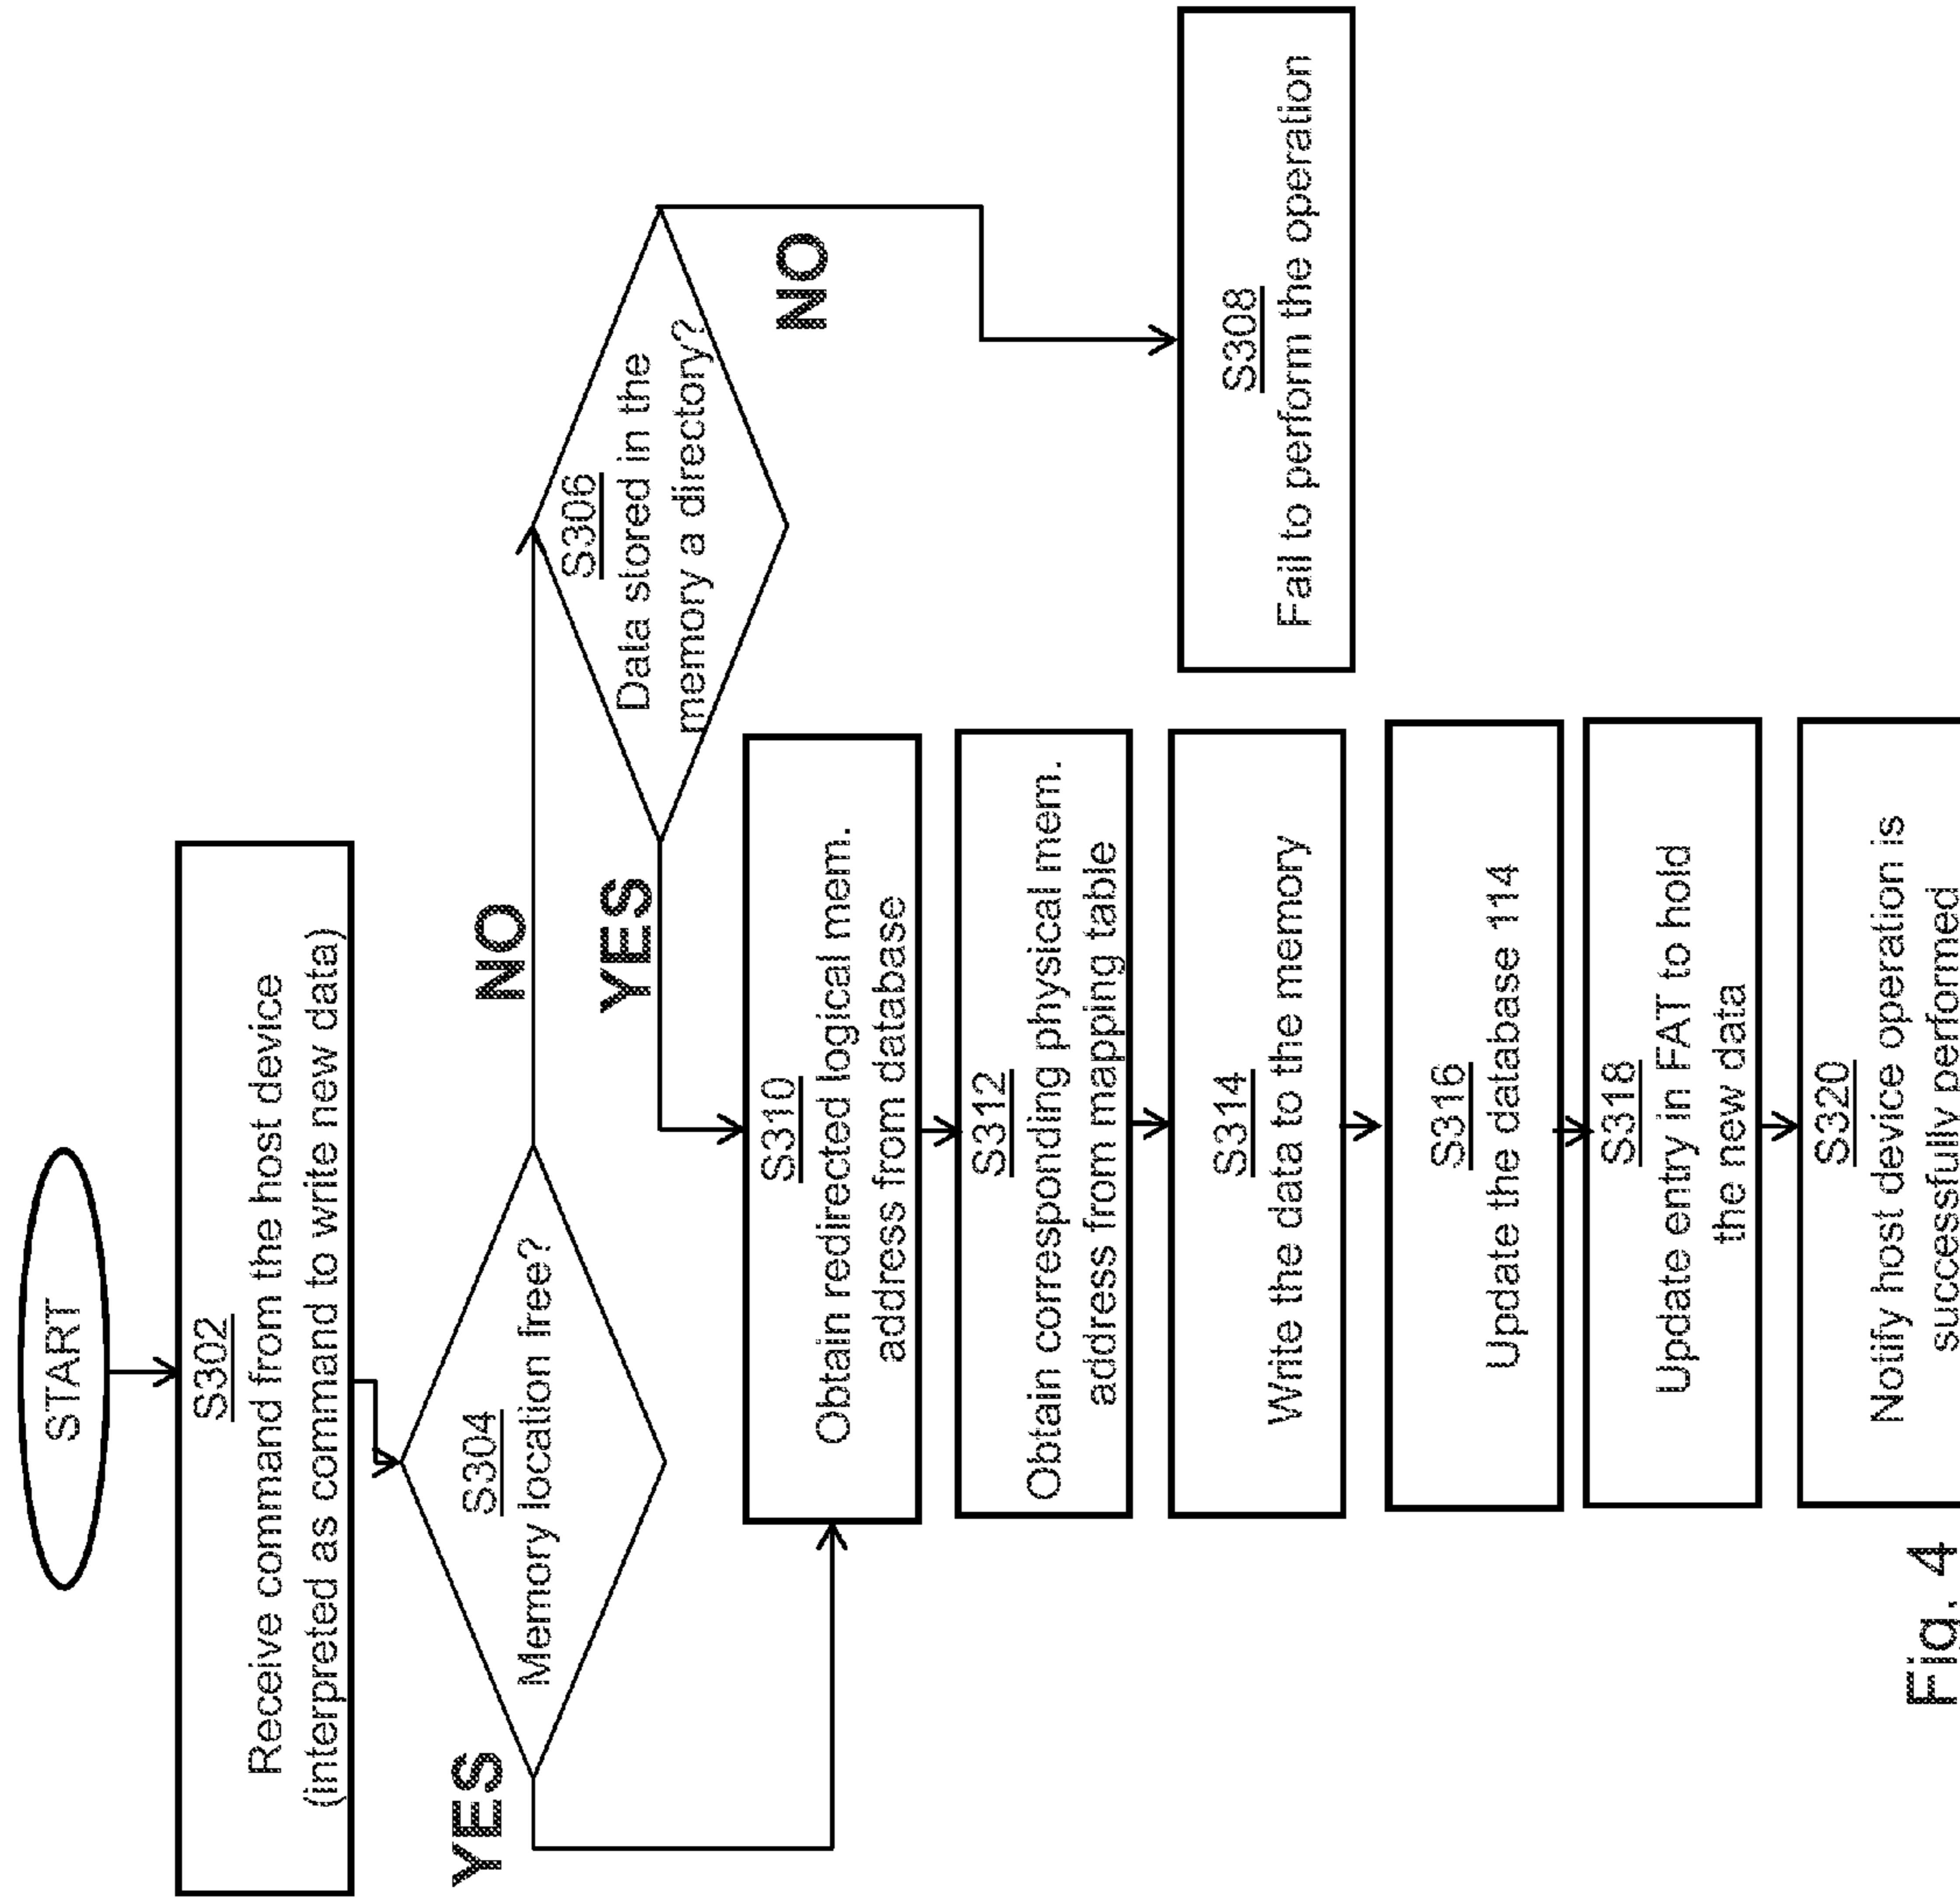 START
S302
Receive command from the host device
(interpreted as command to write new data)
S304
Memory location free?
YES
NO
S306
Data stored in the
memory a directory?
YES
NO
S308
Fail to perform the operation
S310
Obtain redirected logical mem.
address from database
S312
Obtain corresponding physical mem.
address from mapping table
S314
Write the data to the memory
S316
Update the database 114
S318
Update entry in FAT to hold
the new data
S320
Notify host device operation is
successfully performed
Fig. 4